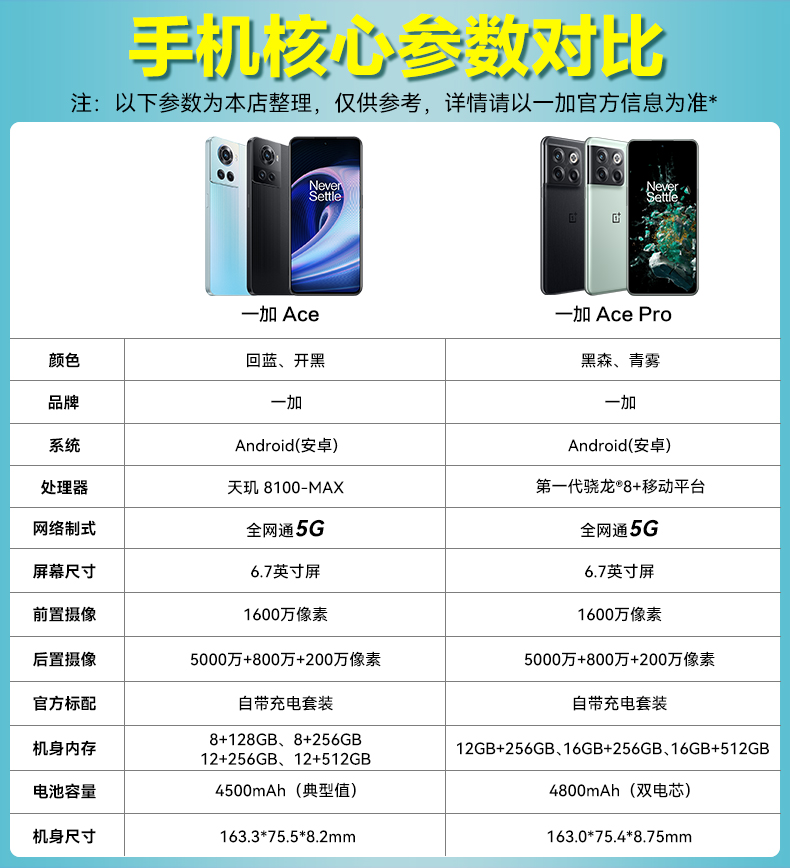 手机核心参数对比
注：以下参数为本店整理，仅供参考，详情请以一加官方信息为准*
Never
Settle
Never
Settle
一加 Ace
一加 Ace Pro
颜色 回蓝、开黑 黑森、青雾
品牌 一加 一加
系统 Android(安卓) Android(安卓)
处理器 天玑 8100-MAX 第一代骁龙®8+移动平台
网络制式 全网通5G 全网通5G
屏幕尺寸 6.7英寸屏 6.7英寸屏
前置摄像 1600万像素 1600万像素
后置摄像 5000万+800万+200万像素 5000万+800万+200万像素
官方标配 自带充电套装 自带充电套装
机身内存 8+128GB、8+256GB
12+256GB、12+512GB 12GB+256GB、16GB+256GB、16GB+512GB
电池容量 4500mAh（典型值） 4800mAh（双电芯）
机身尺寸 163.3*75.5*8.2mm 163.0*75.4*8.75mm